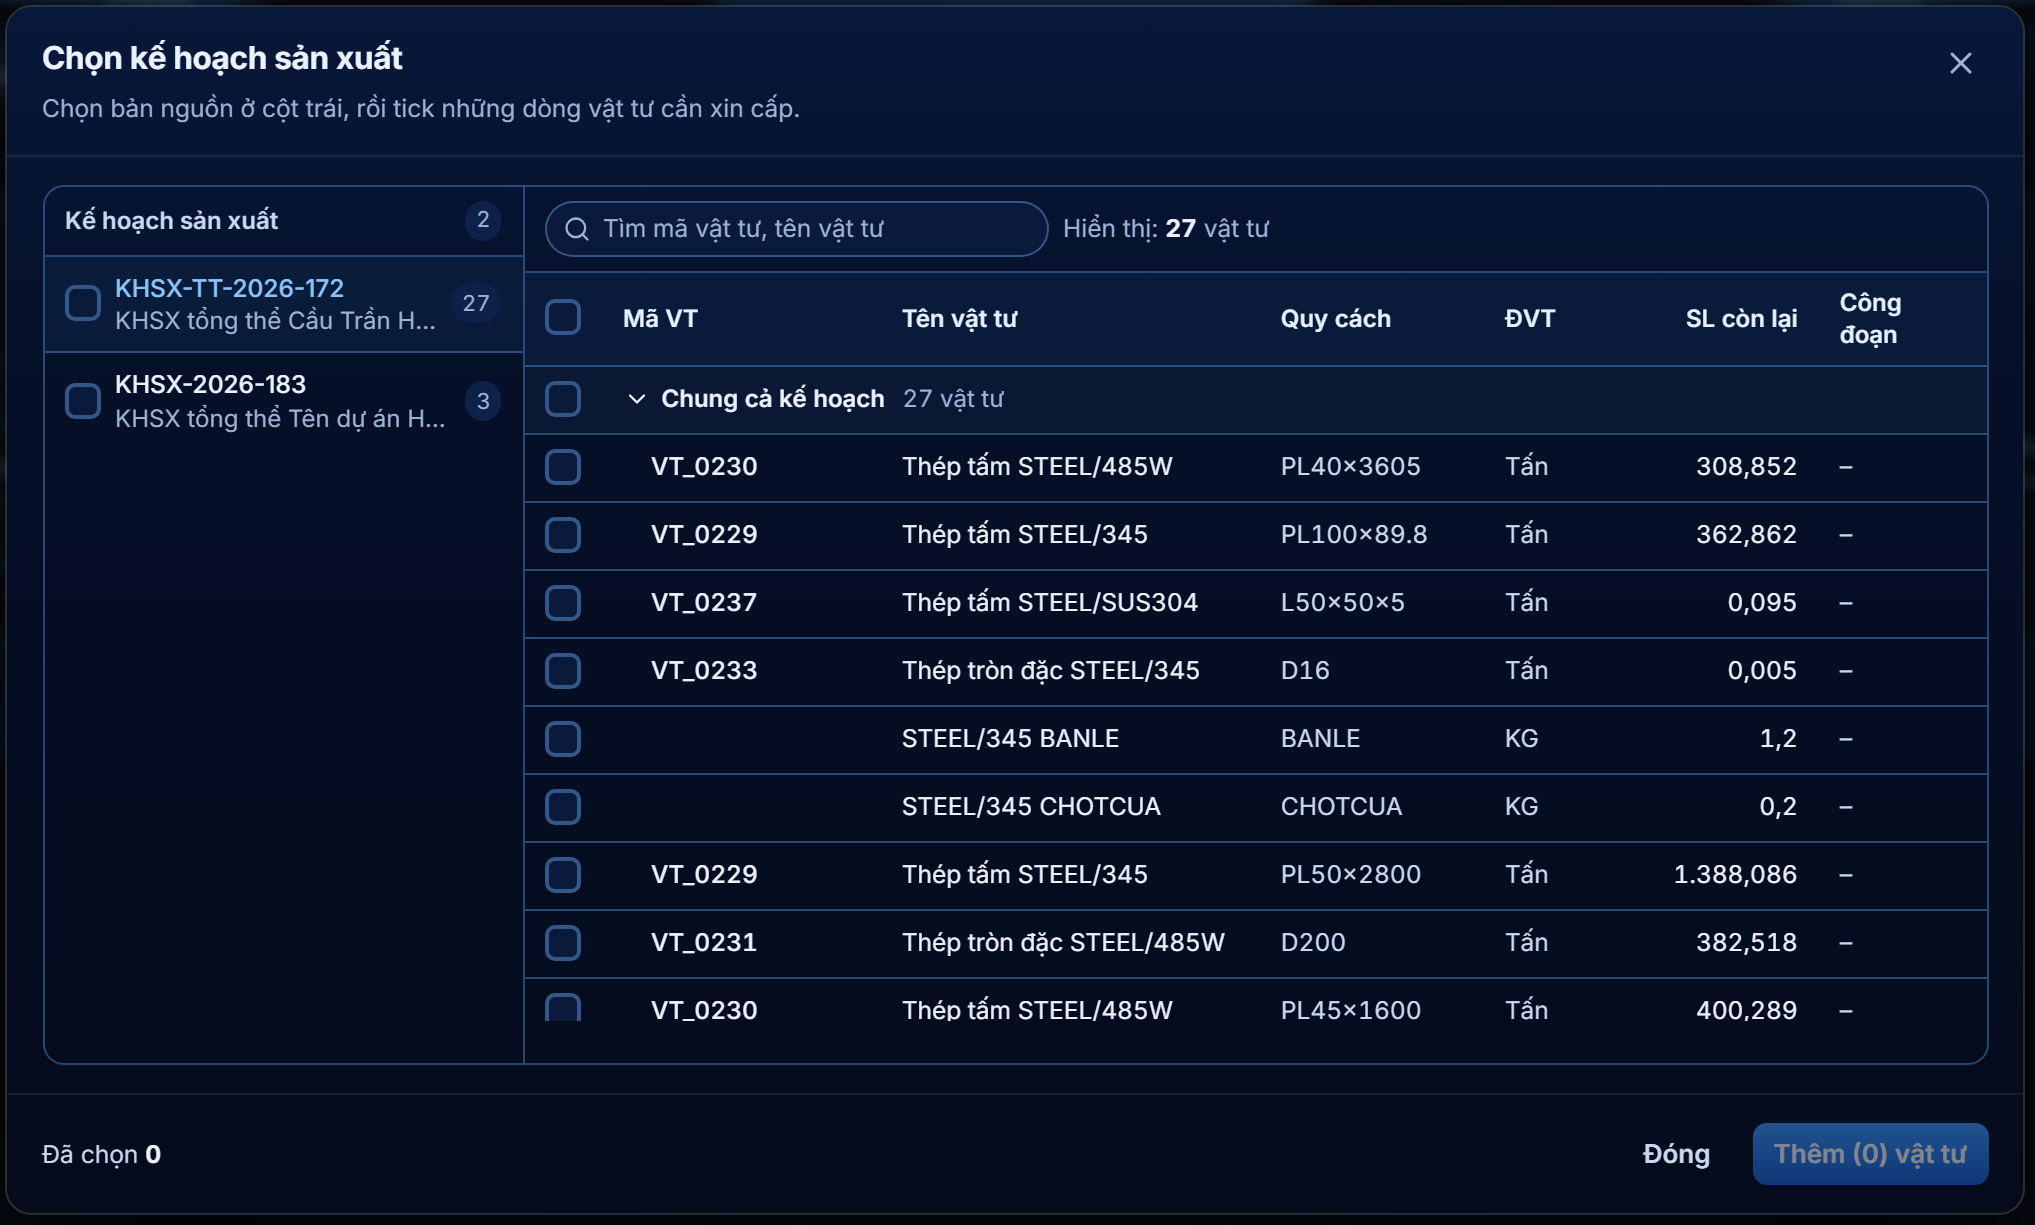 Chọn kế hoạch sản xuất
Chọn bản nguồn ở cột trái, rồi tick những dòng vật tư cần xin cấp.
Kế hoạch sản xuất 2
KHSX-TT-2026-172
KHSX tổng thể Cầu Trần H... 27
KHSX-2026-183
KHSX tổng thể Tên dự án H... 3
Tìm mã vật tư, tên vật tư Hiển thị: 27 vật tư
Mã VT Tên vật tư Quy cách ĐVT SL còn lại Công đoạn
Chung cả kế hoạch 27 vật tư
VT_0230 Thép tấm STEEL/485W PL40×3605 Tấn 308,852 –
VT_0229 Thép tấm STEEL/345 PL100×89.8 Tấn 362,862 –
VT_0237 Thép tấm STEEL/SUS304 L50×50×5 Tấn 0,095 –
VT_0233 Thép tròn đặc STEEL/345 D16 Tấn 0,005 –
STEEL/345 BANLE BANLE KG 1,2 –
STEEL/345 CHOTCUA CHOTCUA KG 0,2 –
VT_0229 Thép tấm STEEL/345 PL50×2800 Tấn 1.388,086 –
VT_0231 Thép tròn đặc STEEL/485W D200 Tấn 382,518 –
VT_0230 Thép tấm STEEL/485W PL45×1600 Tấn 400,289 –
Đã chọn 0
Đóng
Thêm (0) vật tư